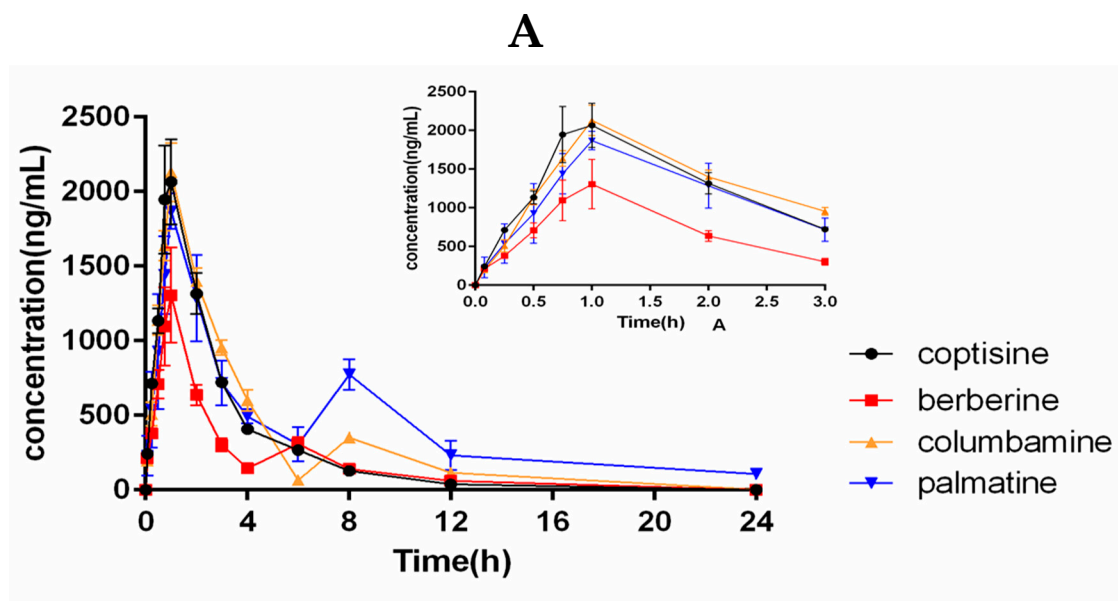 A
2500
2000
1500
1000
500
0
concentration(ng/mL)
0 4 8 12 16 20 24
Time(h)
2500
2000
1500
1000
500
0
concentration(ng/mL)
0.0 0.5 1.0 1.5 2.0 2.5 3.0
Time(h) A
coptisine
berberine
columbamine
palmatine